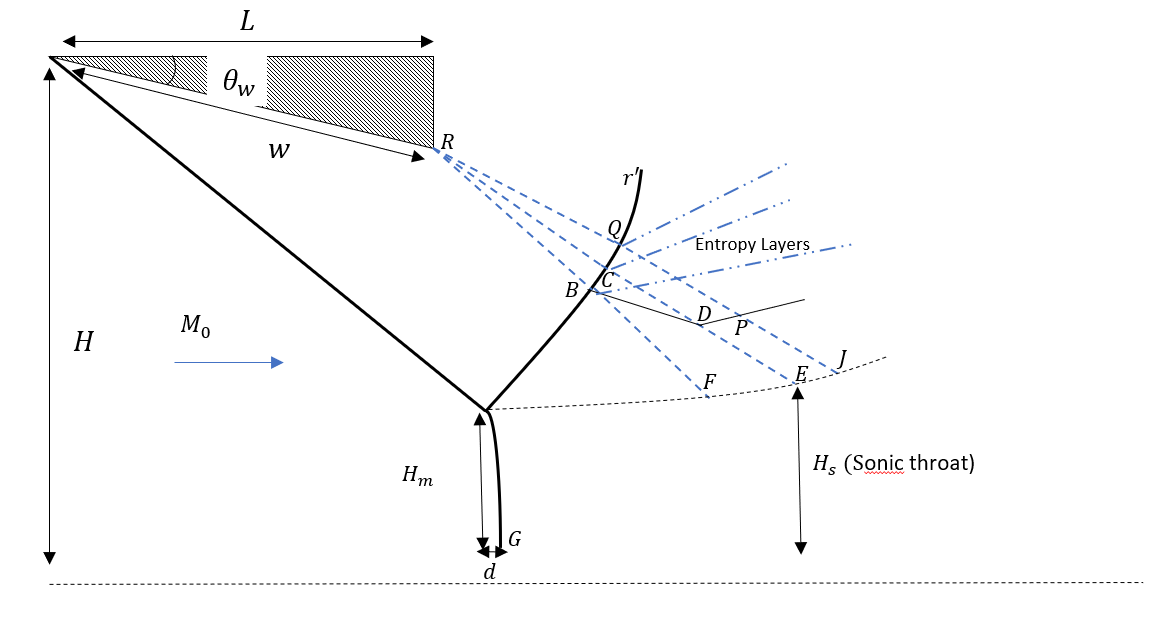 L
θw
w
R
r′
Q
Entropy Layers
C
B
D
P
M0
H
J
E
F
Hs (Sonic throat)
Hm
G
d